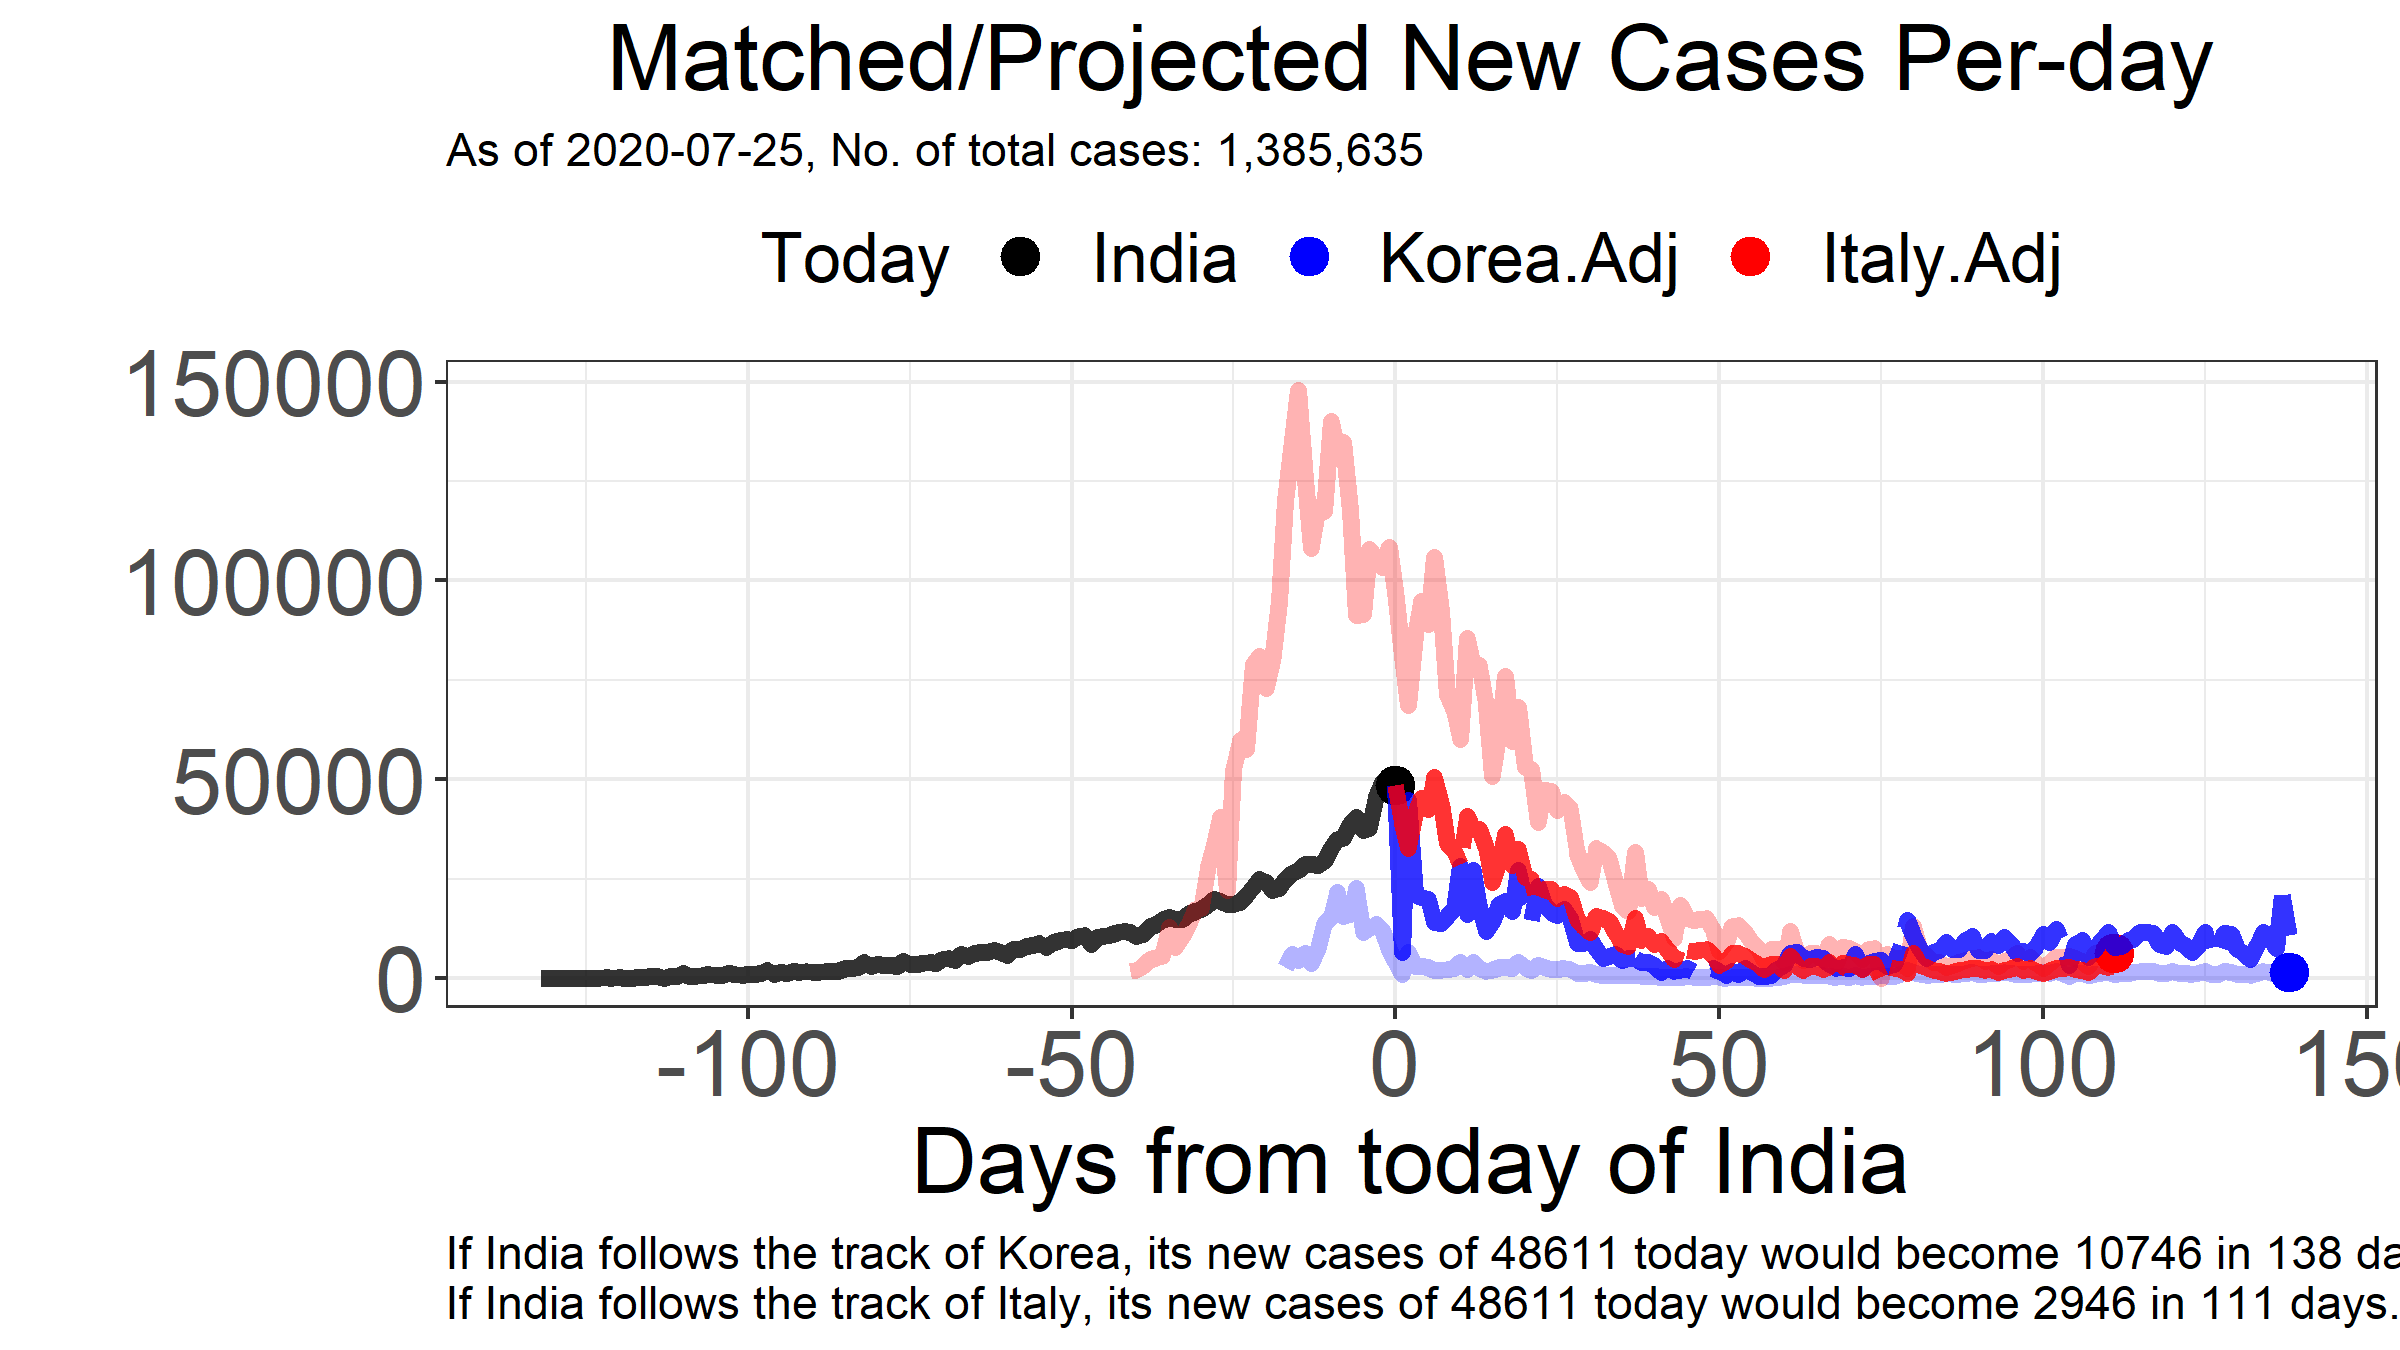 Matched/Projected New Cases Per-day
As of 2020-07-25, No. of total cases: 1,385,635
Today India Korea.Adj Italy.Adj
150000
100000
50000
0
-100 -50 0 50 100 150
Days from today of India
If India follows the track of Korea, its new cases of 48611 today would become 10746 in 138 da
If India follows the track of Italy, its new cases of 48611 today would become 2946 in 111 days.